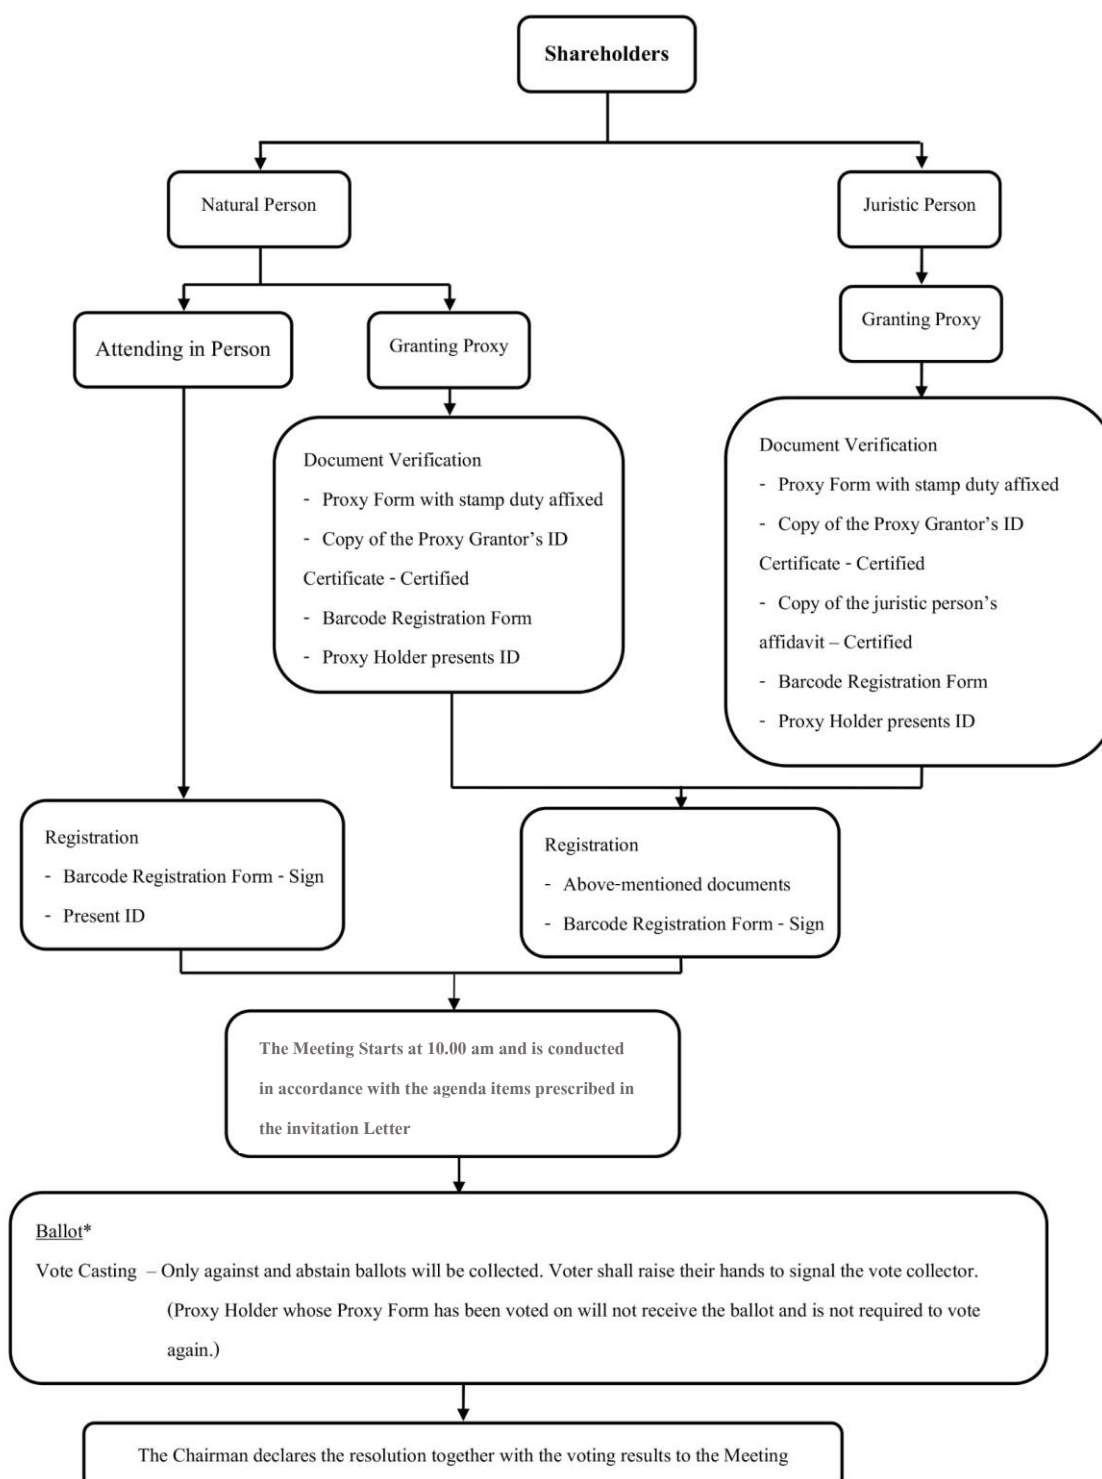 Shareholders
Natural Person
Juristic Person
Attending in Person
Granting Proxy
Granting Proxy
Document Verification
- Proxy Form with stamp duty affixed
- Copy of the Proxy Grantor's ID
Certificate - Certified
- Barcode Registration Form
- Proxy Holder presents ID
Document Verification
- Proxy Form with stamp duty affixed
- Copy of the Proxy Grantor's ID
Certificate - Certified
- Copy of the juristic person's
affidavit – Certified
- Barcode Registration Form
- Proxy Holder presents ID
Registration
- Barcode Registration Form - Sign
- Present ID
Registration
- Above-mentioned documents
- Barcode Registration Form - Sign
The Meeting Starts at 10.00 am and is conducted
in accordance with the agenda items prescribed in
the invitation Letter
Ballot*
Vote Casting – Only against and abstain ballots will be collected. Voter shall raise their hands to signal the vote collector.
(Proxy Holder whose Proxy Form has been voted on will not receive the ballot and is not required to vote
again.)
The Chairman declares the resolution together with the voting results to the Meeting